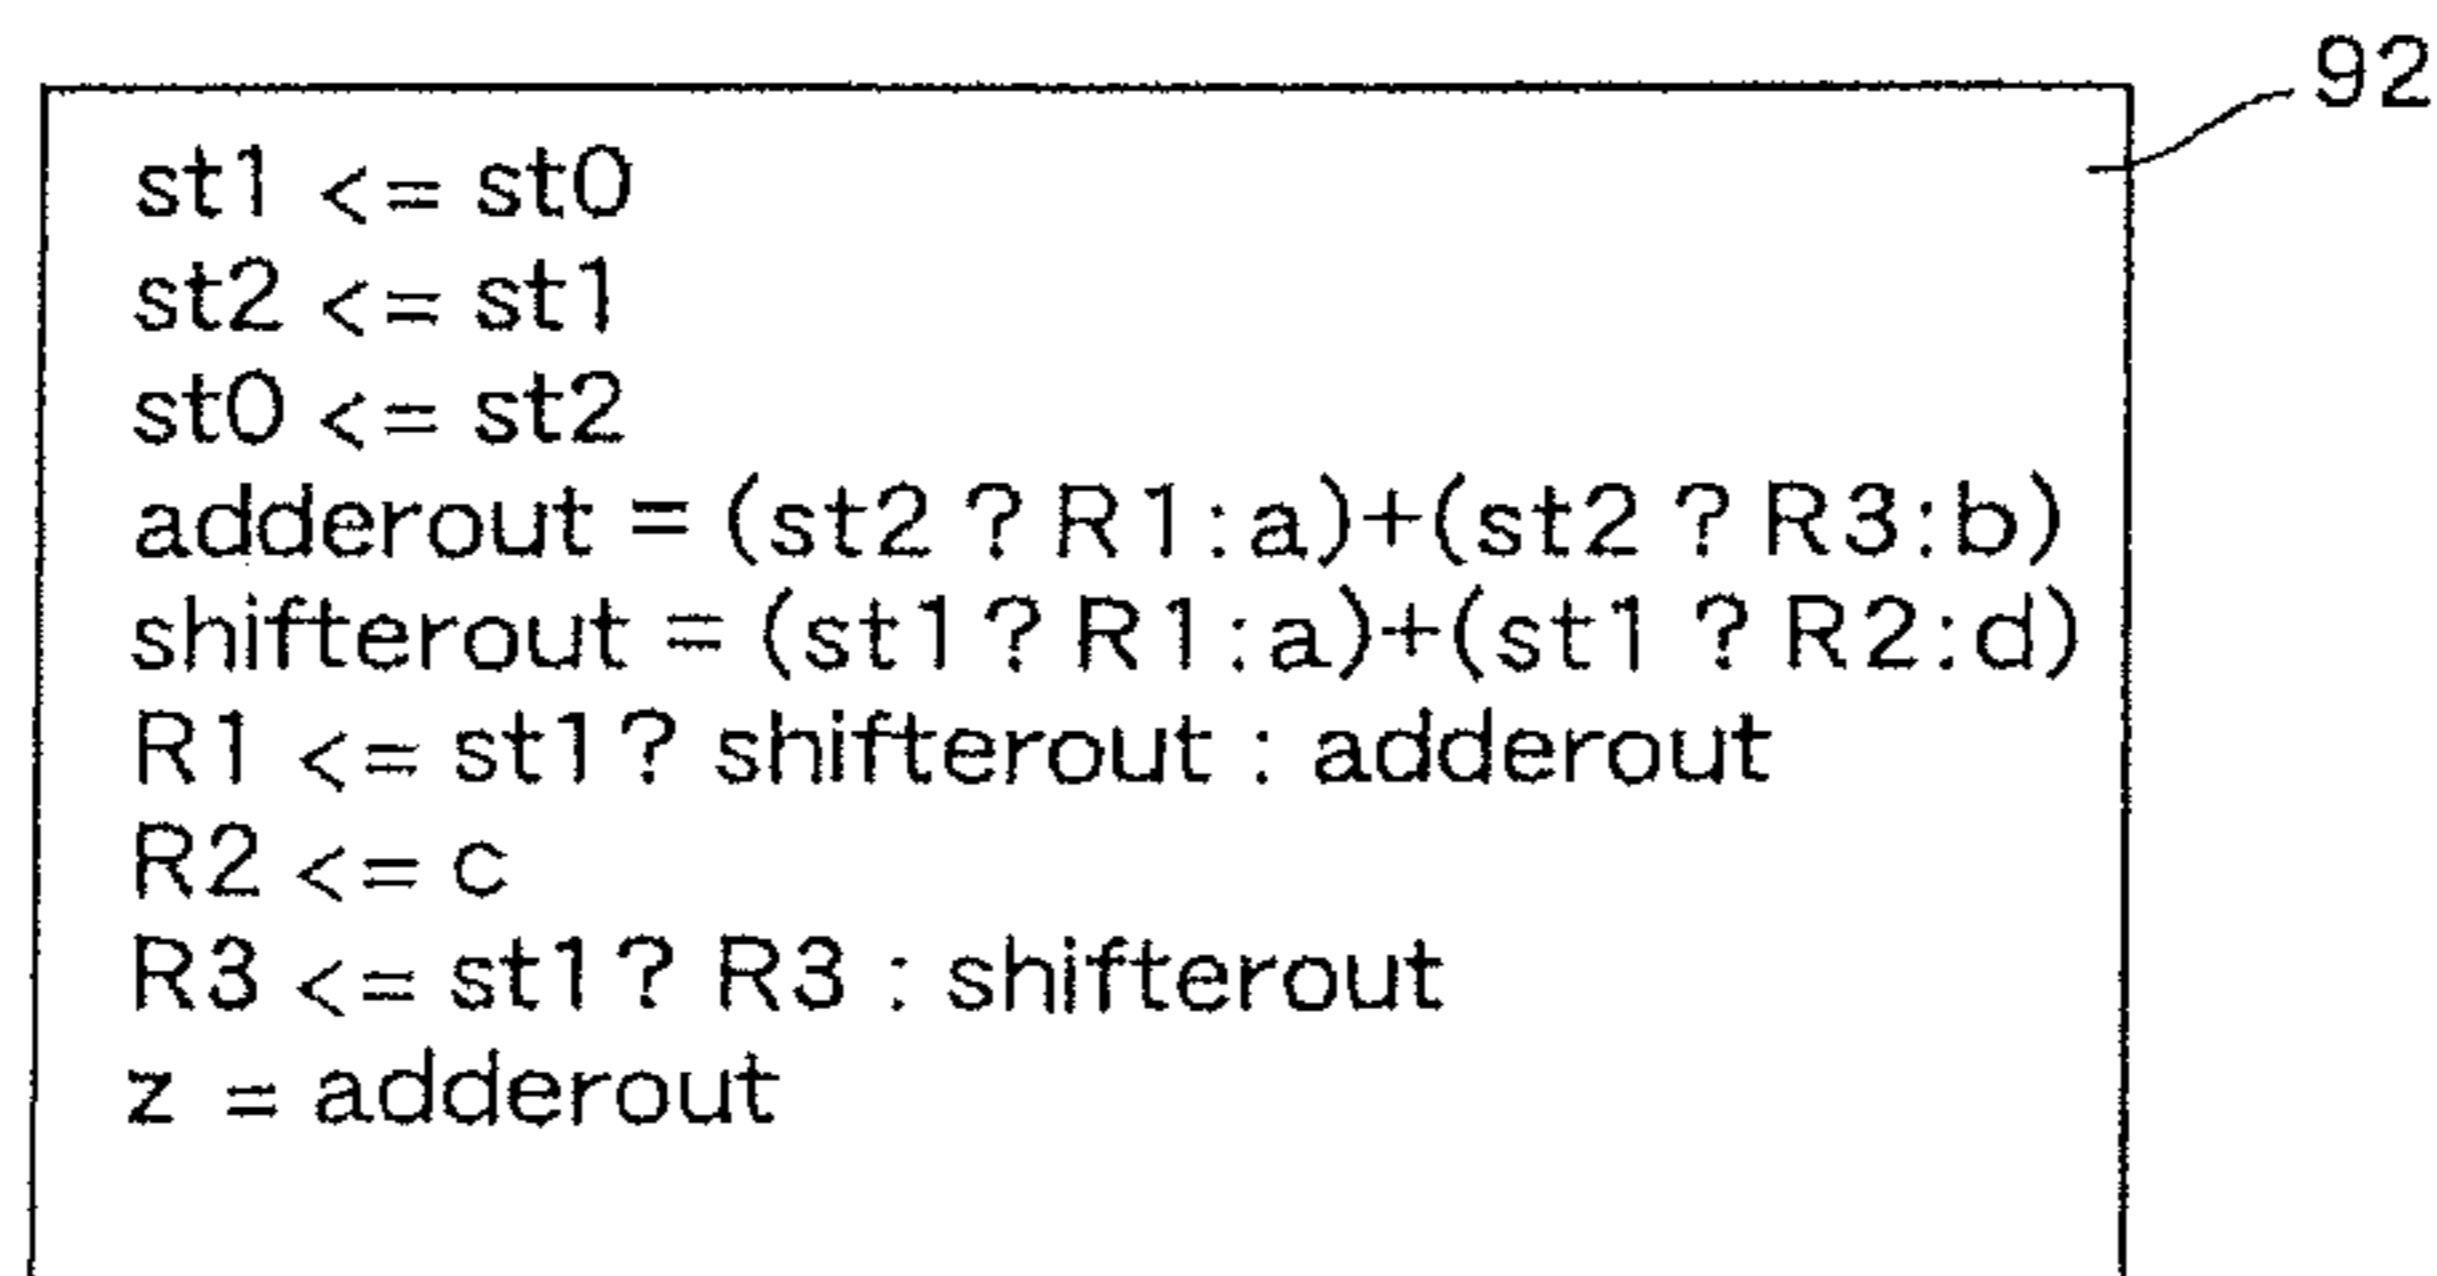 92
st1 <= st0
st2 <= st1
st0 <= st2
adderout = (st2 ? R1:a)+(st2 ? R3:b)
shifterout = (st1 ? R1:a)+(st1 ? R2:d)
R1 <= st1 ? shifterout : adderout
R2 <= c
R3 <= st1 ? R3 : shifterout
z = adderout